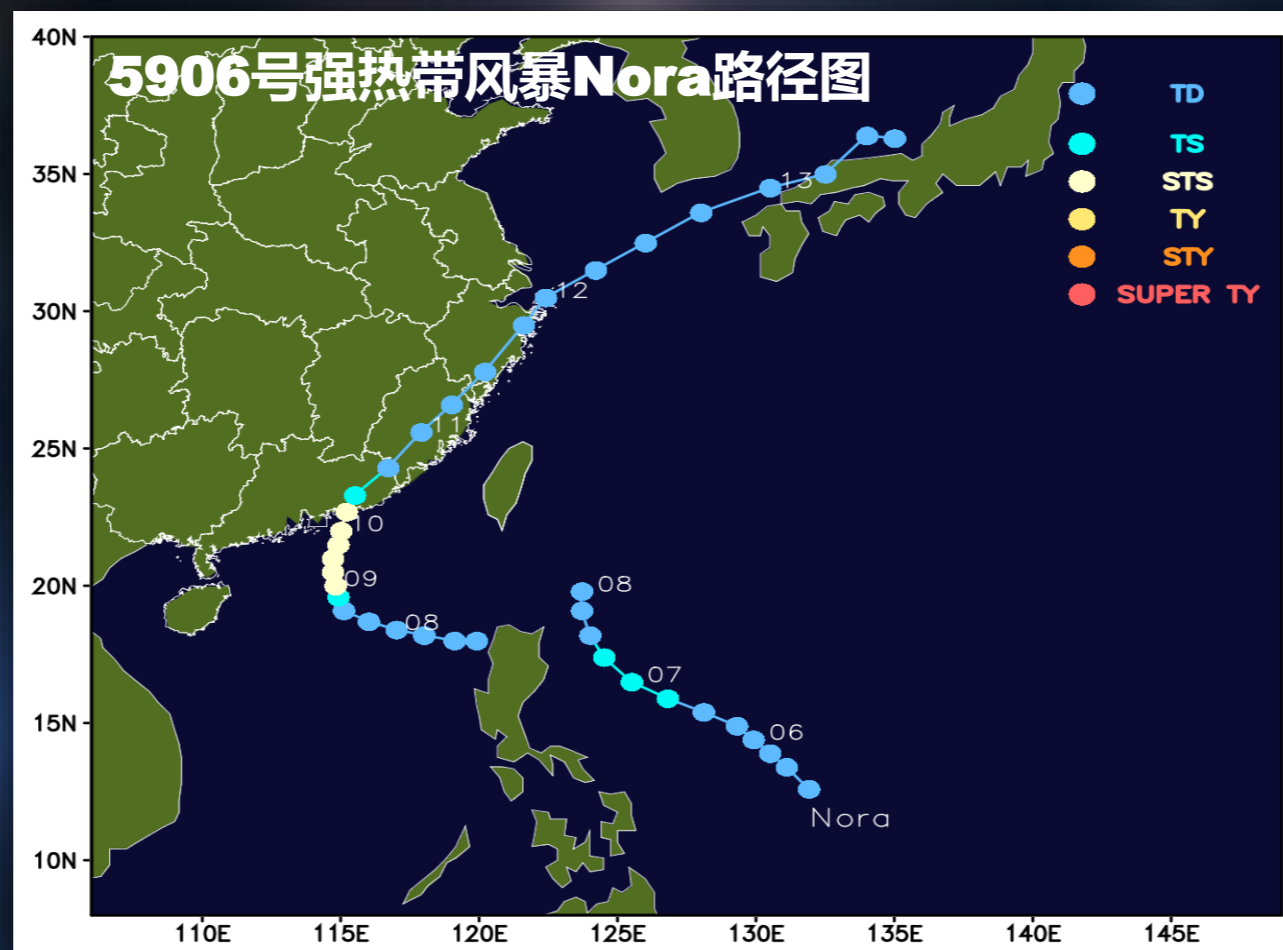 5906号强热带风暴Nora路径图
40N
35N
30N
25N
20N
15N
10N
TD
TS
STS
TY
STY
SUPER TY
13
12
11
10
09
08
08
07
06
Nora
110E 115E 120E 125E 130E 135E 140E 145E